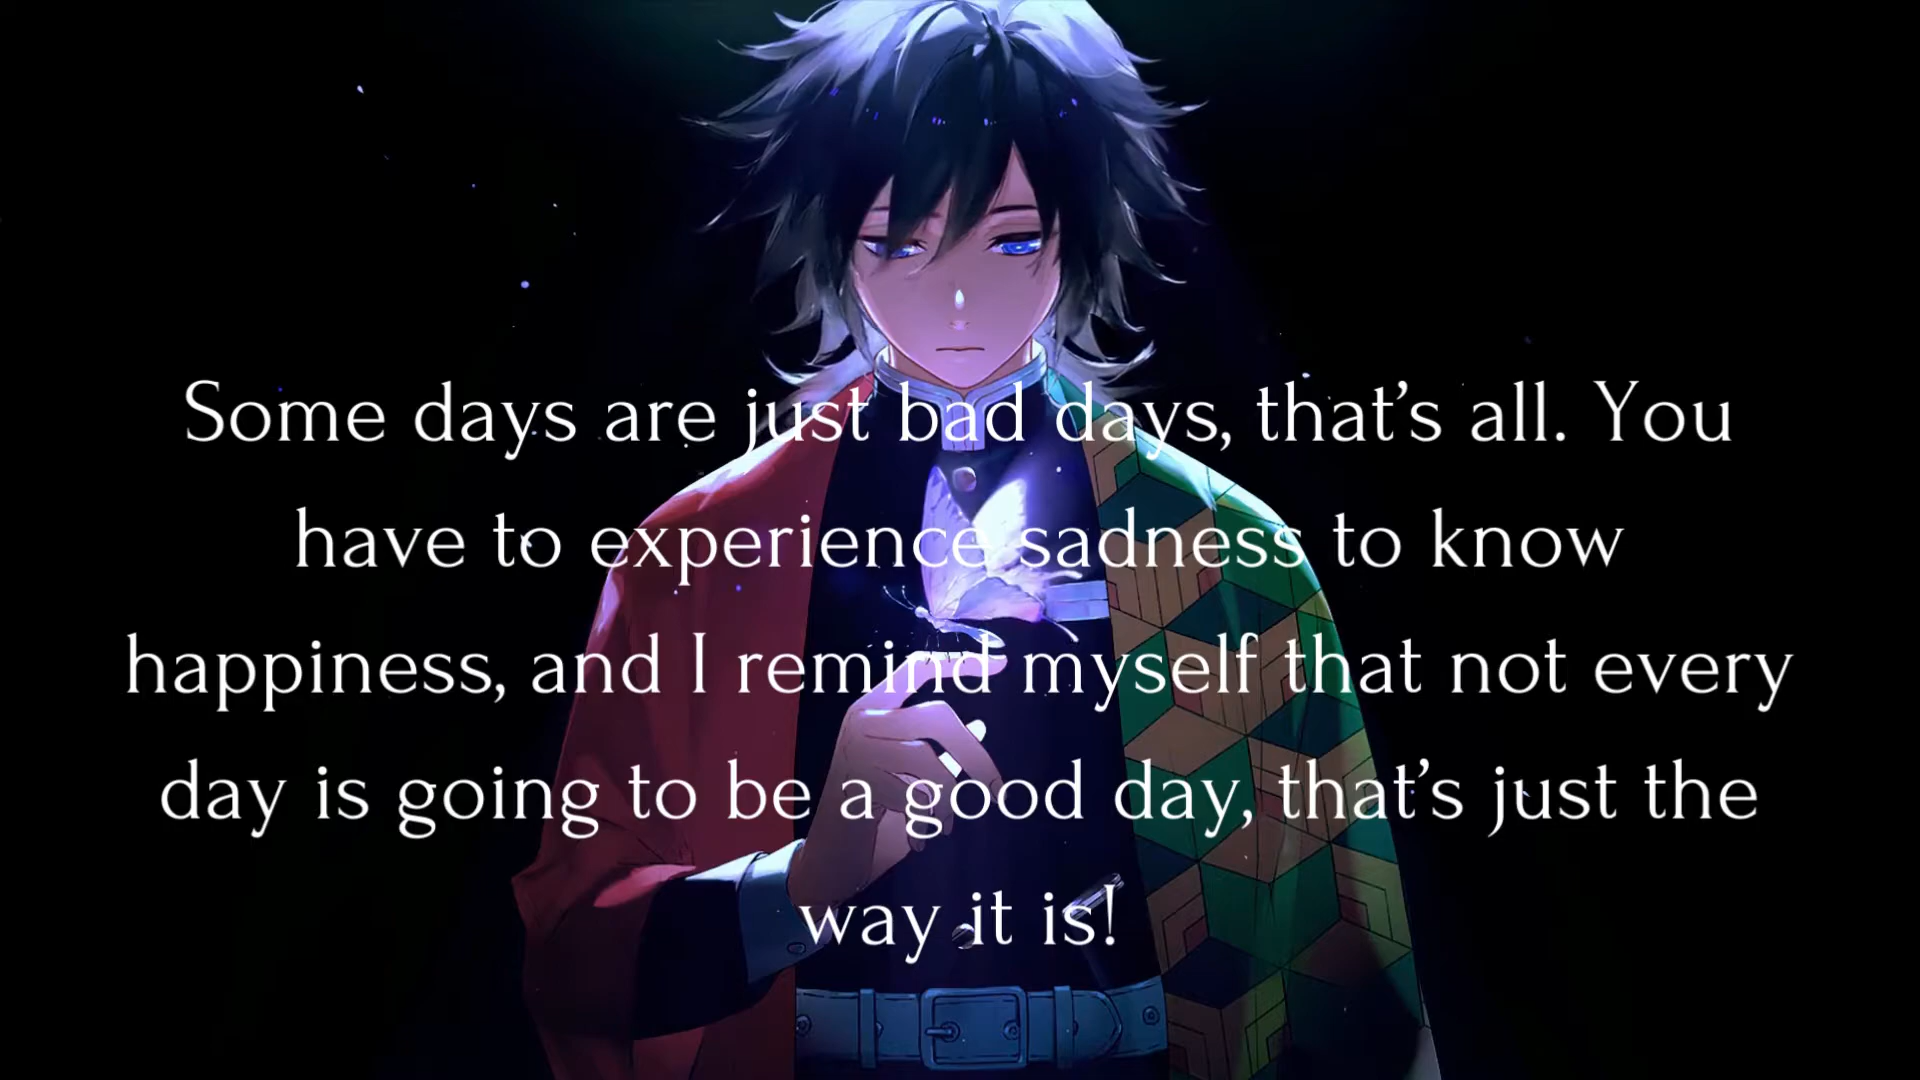 Some days are just bad days, that’s all. You
have to experience sadness to know
happiness, and I remind myself that not every
day is going to be a good day, that’s just the
way it is!